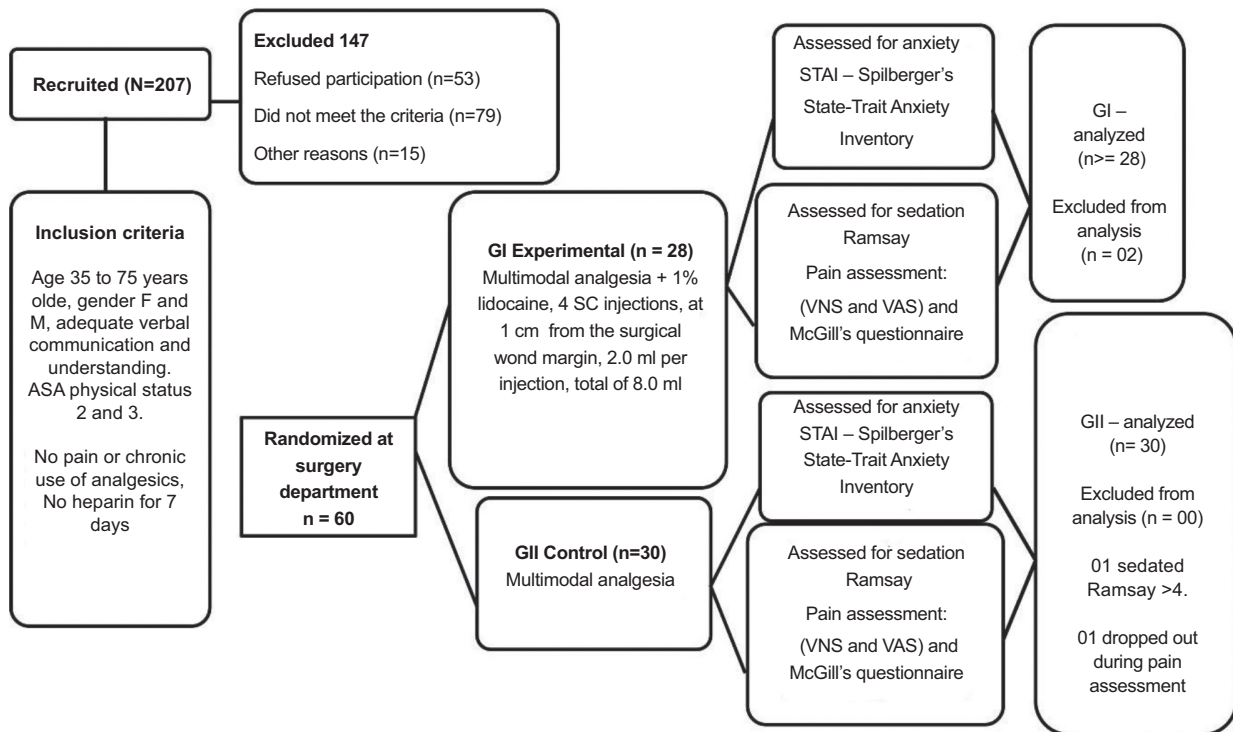 Recruited (N=207)
Excluded 147
Refused participation (n=53)
Did not meet the criteria (n=79)
Other reasons (n=15)
Inclusion criteria
Age 35 to 75 years
olde, gender F and
M, adequate verbal
communication and
understanding.
ASA physical status
2 and 3.
No pain or chronic
use of analgesics,
No heparin for 7
days
Randomized at
surgery
department
n = 60
GI Experimental (n = 28)
Multimodal analgesia + 1%
lidocaine, 4 SC injections, at
1 cm from the surgical
wond margin, 2.0 ml per
injection, total of 8.0 ml
GII Control (n=30)
Multimodal analgesia
Assessed for anxiety
STAI – Spilberger's
State-Trait Anxiety
Inventory
Assessed for sedation
Ramsay
Pain assessment:
(VNS and VAS) and
McGill's questionnaire
Assessed for anxiety
STAI – Spilberger's
State-Trait Anxiety
Inventory
Assessed for sedation
Ramsay
Pain assessment:
(VNS and VAS) and
McGill's questionnaire
GI –
analyzed
(n>= 28)
Excluded from
analysis
(n = 02)
GII – analyzed
(n= 30)
Excluded from
analysis (n = 00)
01 sedated
Ramsay >4.
01 dropped out
during pain
assessment